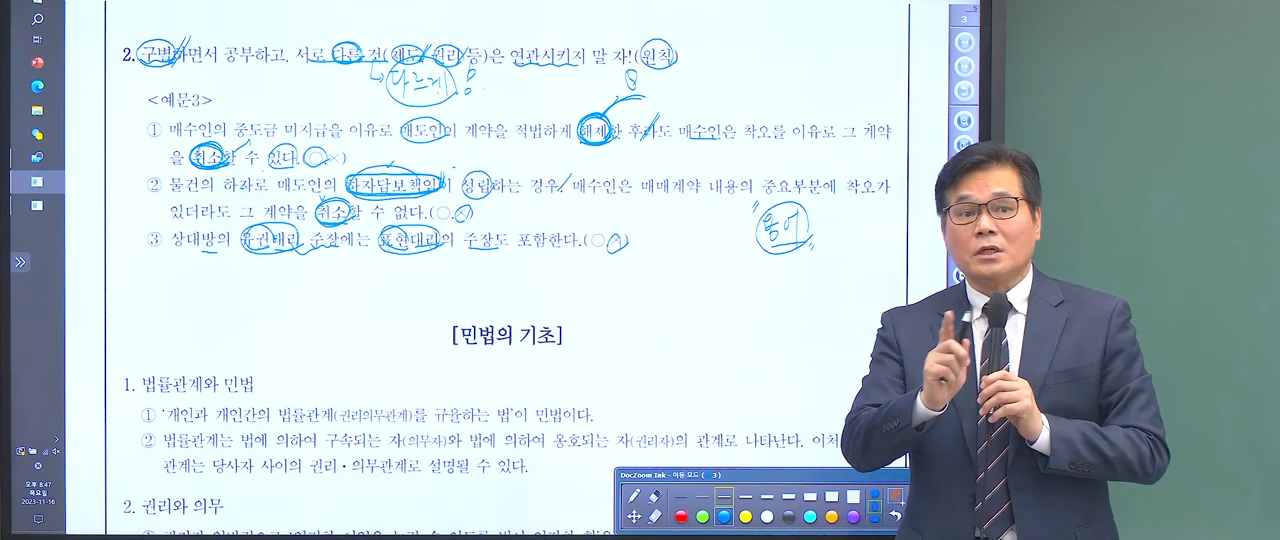 2. 구별하면서 공부하고, 서로 다른 것(제도/권리 등)은 연관시키지 말 자!(원칙)
다르게!
<예문3>
① 매수인의 중도금 미지급을 이유로 매도인이 계약을 적법하게 해제한 후라도 매수인은 착오를 이유로 그 계약
을 취소할 수 있다.(○,×)
② 물건의 하자로 매도인의 하자담보책임이 성립하는 경우, 매수인은 매매계약 내용의 중요부분에 착오가
있더라도 그 계약을 취소할 수 없다.(○,×)
"용어"
③ 상대방의 유권대리 주장에는 표현대리의 주장도 포함한다.(○,×)
[민법의 기초]
1. 법률관계와 민법
① '개인과 개인간의 법률관계(권리의무관계)를 규율하는 법'이 민법이다.
② 법률관계는 법에 의하여 구속되는 자(의무자)와 법에 의하여 옹호되는 자(권리자)의 관계로 나타난다. 이처
관계는 당사자 사이의 권리·의무관계로 설명될 수 있다.
2. 권리와 의무
DocZoom Ink - 이동 모드 ( 3 )
오후 8:47
목요일
2023-11-16
3